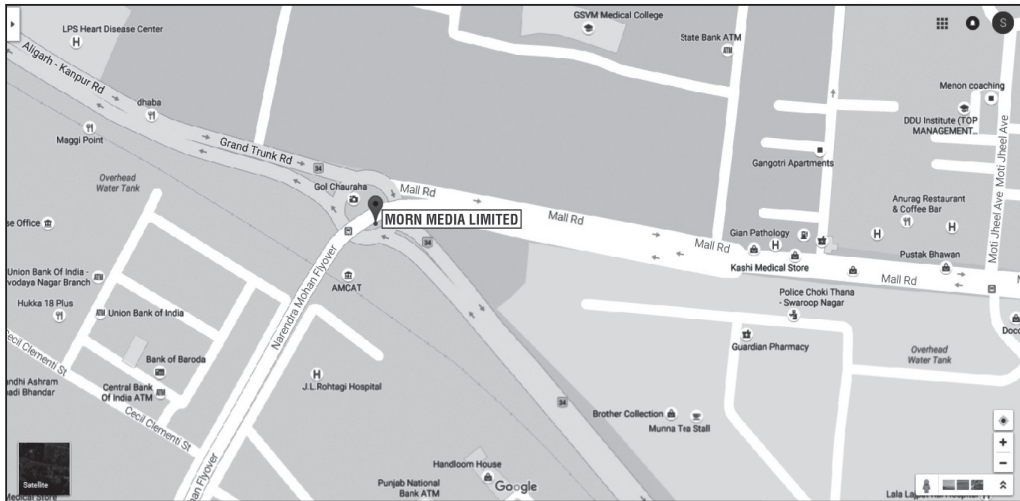 GSVM Medical College
S
LPS Heart Disease Center
State Bank ATM
Aligarh - Kanpur Rd
Menon coaching
dhaba
DDU Institute (TOP
MANAGEMENT...
Maggi Point
Grand Trunk Rd
34
Gangotri Apartments
Moti Jheel Ave
Moti Jheel Ave
Overhead
Water Tank
Gol Chauraha
Mall Rd
MORN MEDIA LIMITED
Mall Rd
Anurag Restaurant
& Coffee Bar
se Office
34
Gian Pathology
Mall Rd
Pustak Bhawan
Kashi Medical Store
Mall Rd
Union Bank Of India -
rvodaya Nagar Branch
AMCAT
Narendra Mohan Flyover
Hukka 18 Plus
Union Bank of India
Police Choki Thana
- Swaroop Nagar
Guardian Pharmacy
Overhead
Water Tank
Cecil Clementi St
Bank of Baroda
J.L.Rohtagi Hospital
andhi Ashram
adi Bhandar
Central Bank
Of India ATM
Cecil Clementi St
34
Brother Collection
Munna Tea Stall
Satellite
Handloom House
Punjab National
Bank ATM
Google